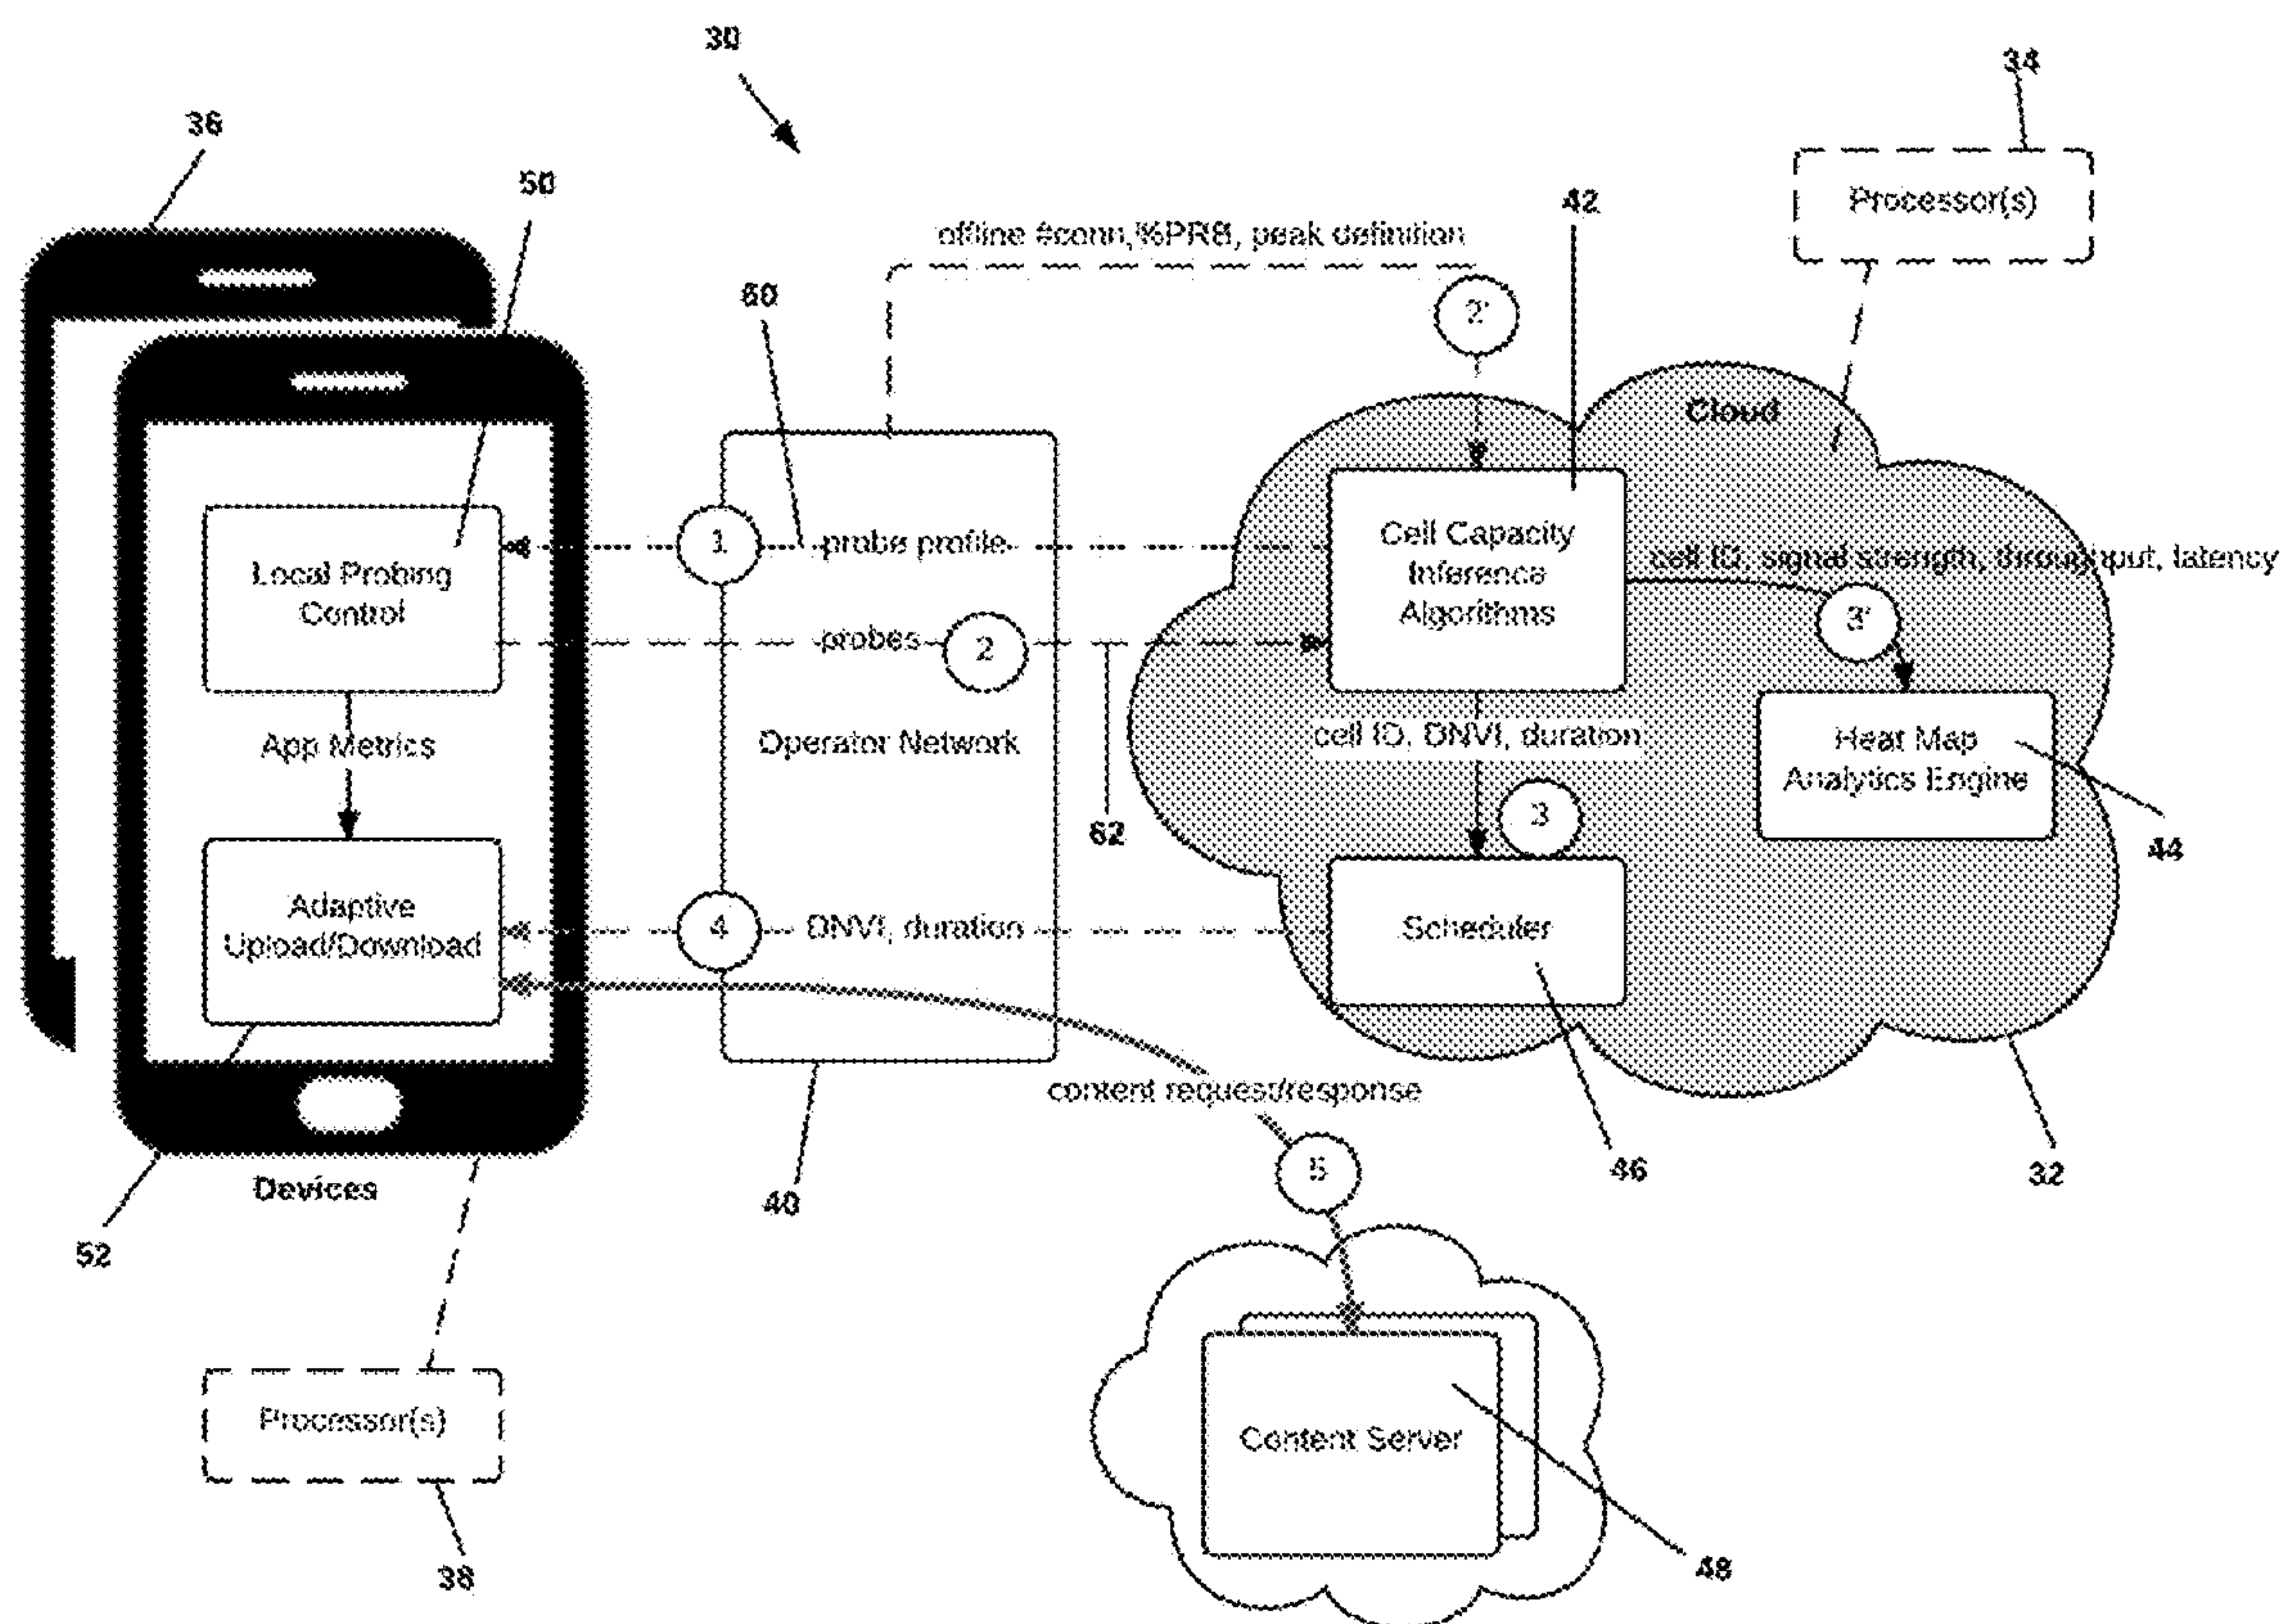 30
34
36
50
42
Processor(s)
offline #conn,%PRB, peak definition
60
2'
Cloud
1
probe profile
Cell Capacity
Inference
Algorithms
cell ID, signal strength, throughput, latency
Local Probing
Control
3'
probes
2
App Metrics
Operator Network
cell ID, DNVI, duration
Heat Map
Analytics Engine
62
3
44
Adaptive
Upload/Download
4
DNVI, duration
Scheduler
content request/response
5
46
32
Devices
40
52
Processor(s)
Content Server
38
48